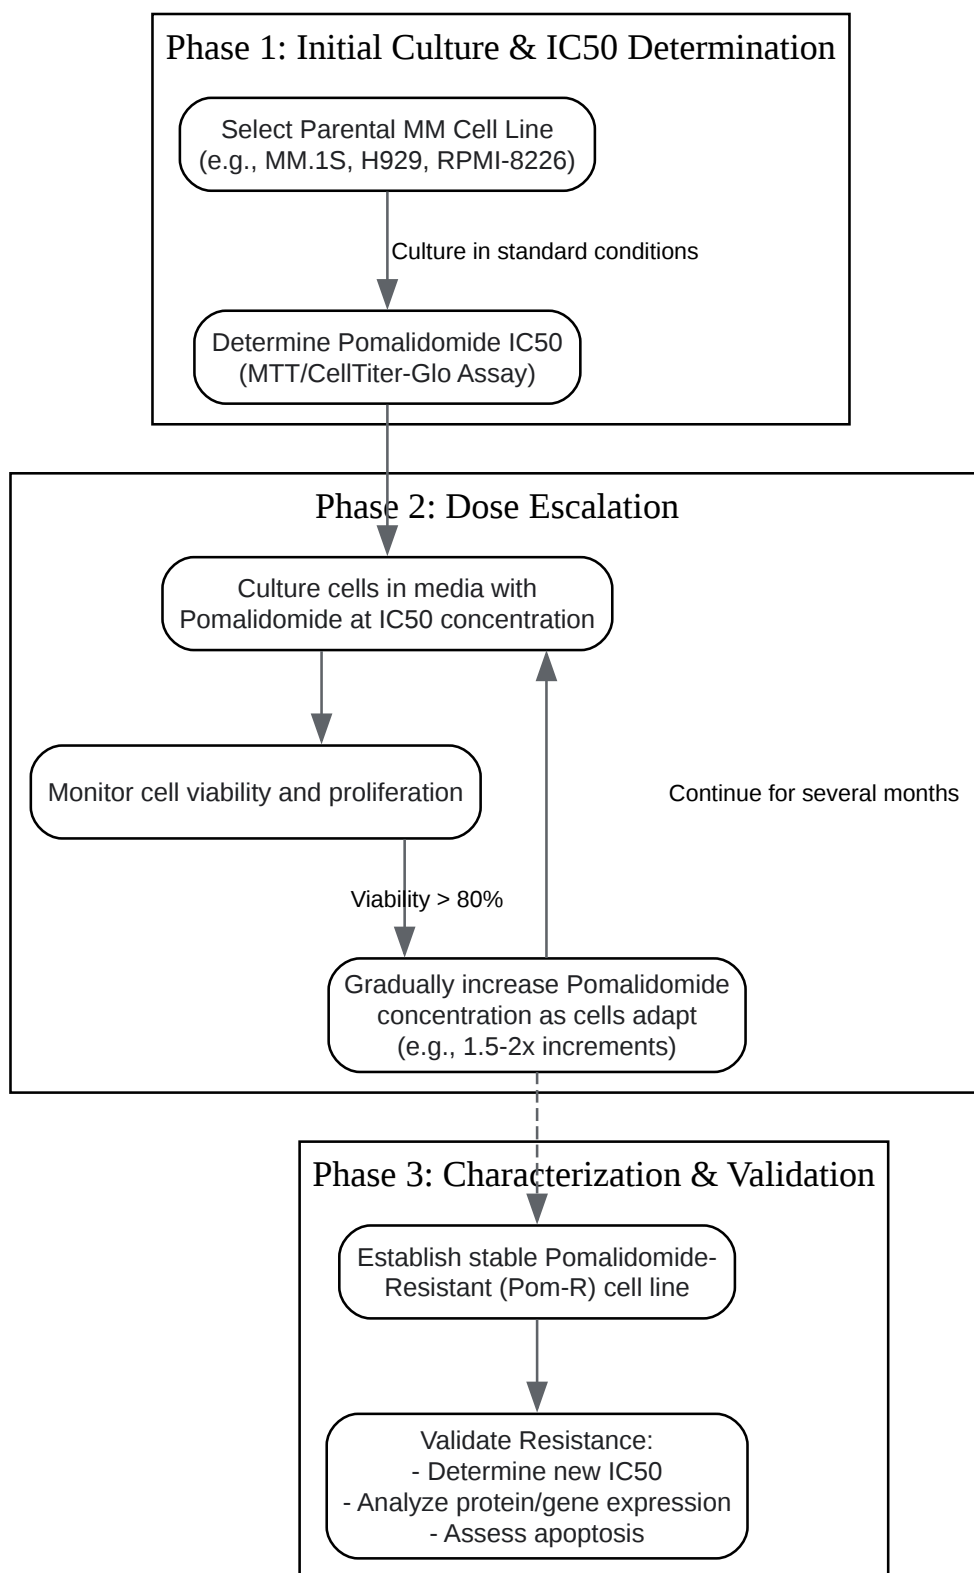 Phase 1: Initial Culture & IC50 Determination
Select Parental MM Cell Line
(e.g., MM.1S, H929, RPMI-8226)
Culture in standard conditions
Determine Pomalidomide IC50
(MTT/CellTiter-Glo Assay)
Phase 2: Dose Escalation
Culture cells in media with
Pomalidomide at IC50 concentration
Monitor cell viability and proliferation
Continue for several months
Viability > 80%
Gradually increase Pomalidomide
concentration as cells adapt
(e.g., 1.5-2x increments)
Phase 3: Characterization & Validation
Establish stable Pomalidomide-
Resistant (Pom-R) cell line
Validate Resistance:
- Determine new IC50
- Analyze protein/gene expression
- Assess apoptosis